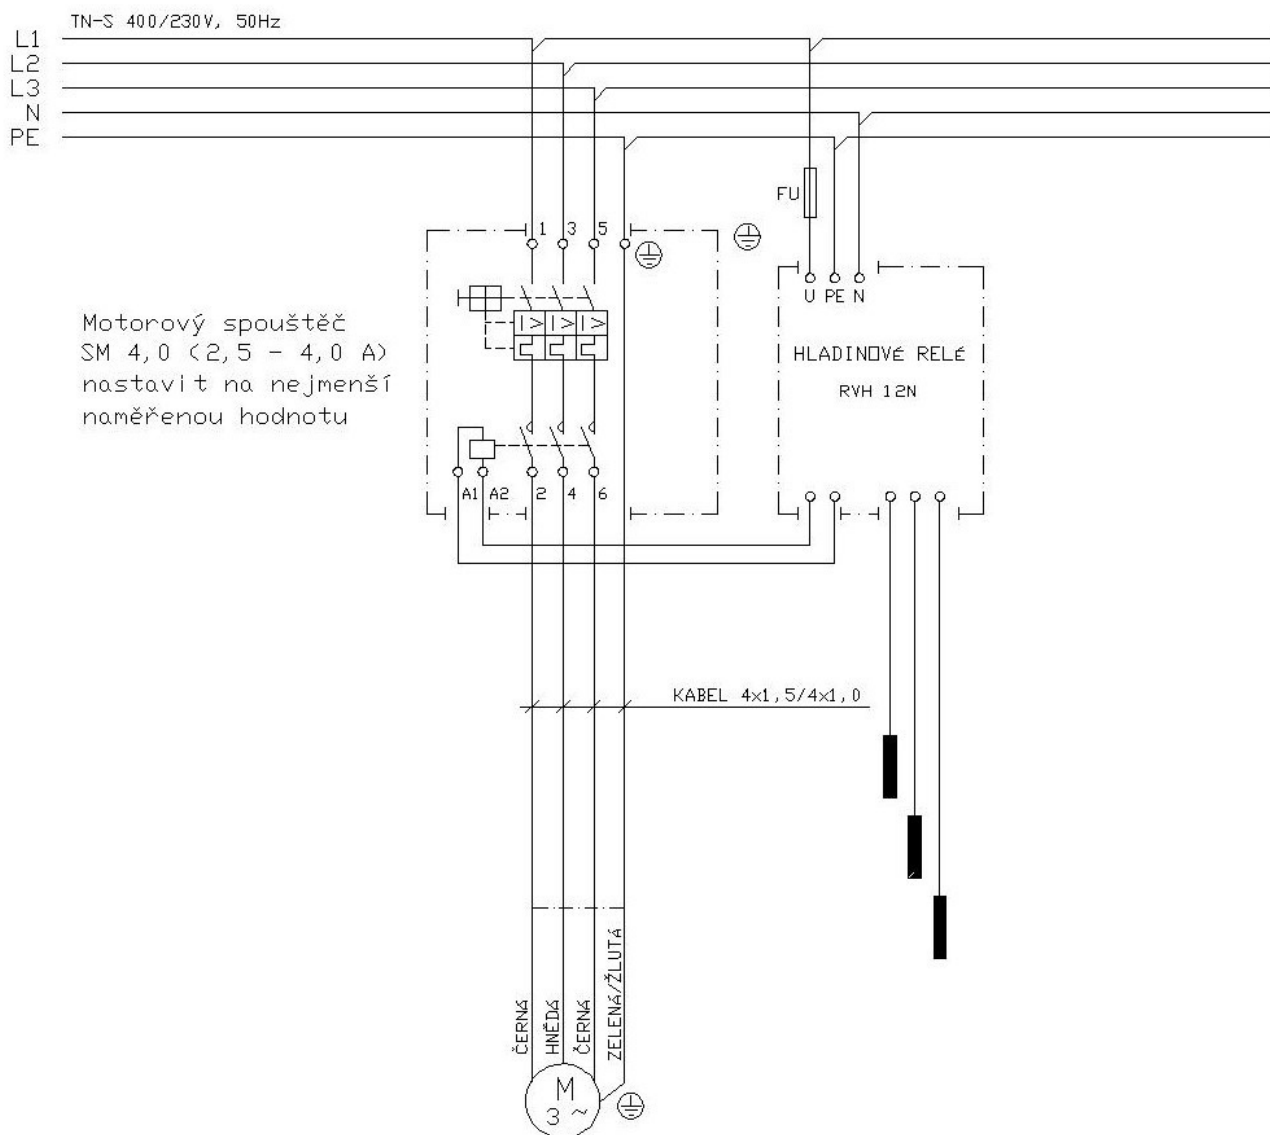 TN-S 400/230V, 50Hz
L1
L2
L3
N
PE
FU
1 3 5
U PE N
Motorový spouštěč
SM 4,0 (2,5 - 4,0 A)
nastavit na nejmenší
naměřenou hodnotu
I> I> I>
HLADINOVÉ RELÉ
RVH 12N
A1 A2 2 4 6
KABEL 4x1,5/4x1,0
ČERNÁ
HNĚDÁ
ČERNÁ
ZELENÁ/ŽLUTÁ
M
3 ~